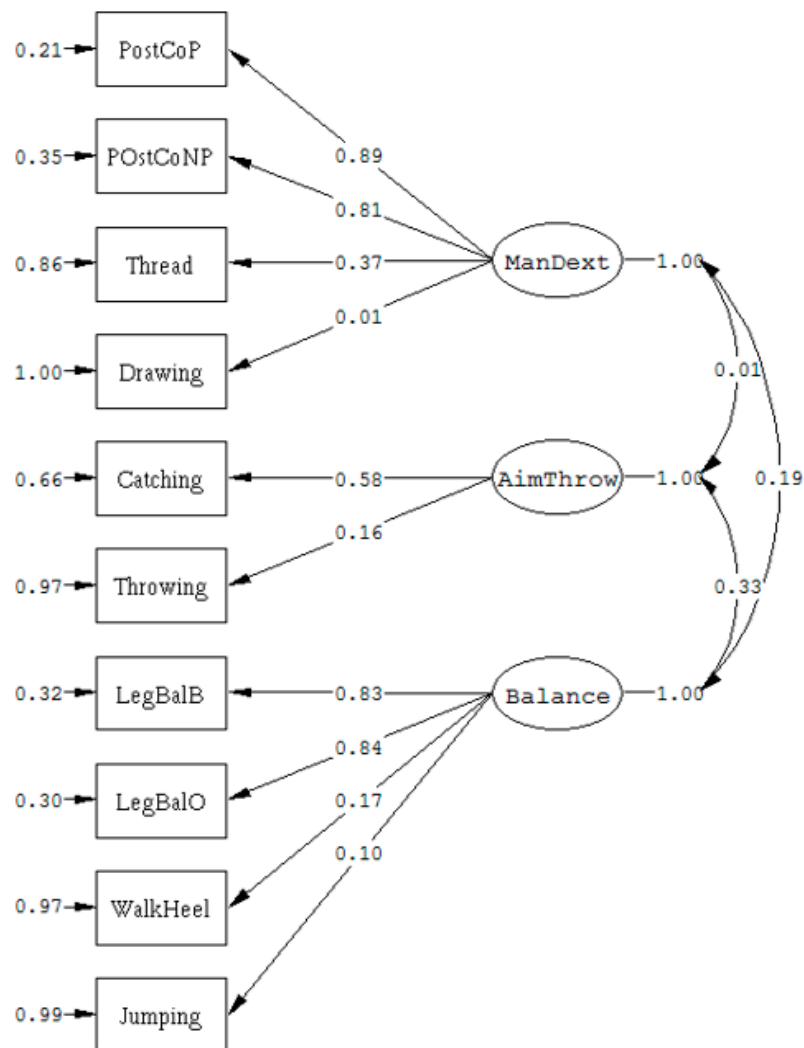 0.21 PostCoP
0.89
0.35 POstCoNP
0.81
0.86 Thread 0.37 ManDext 1.00
0.01
1.00 Drawing
0.01
0.66 Catching 0.58 AimThrow 1.00 0.19
0.16
0.97 Throwing
0.33
0.32 LegBalB 0.83 Balance 1.00
0.84
0.30 LegBalO
0.17
0.10
0.97 WalkHeel
0.99 Jumping